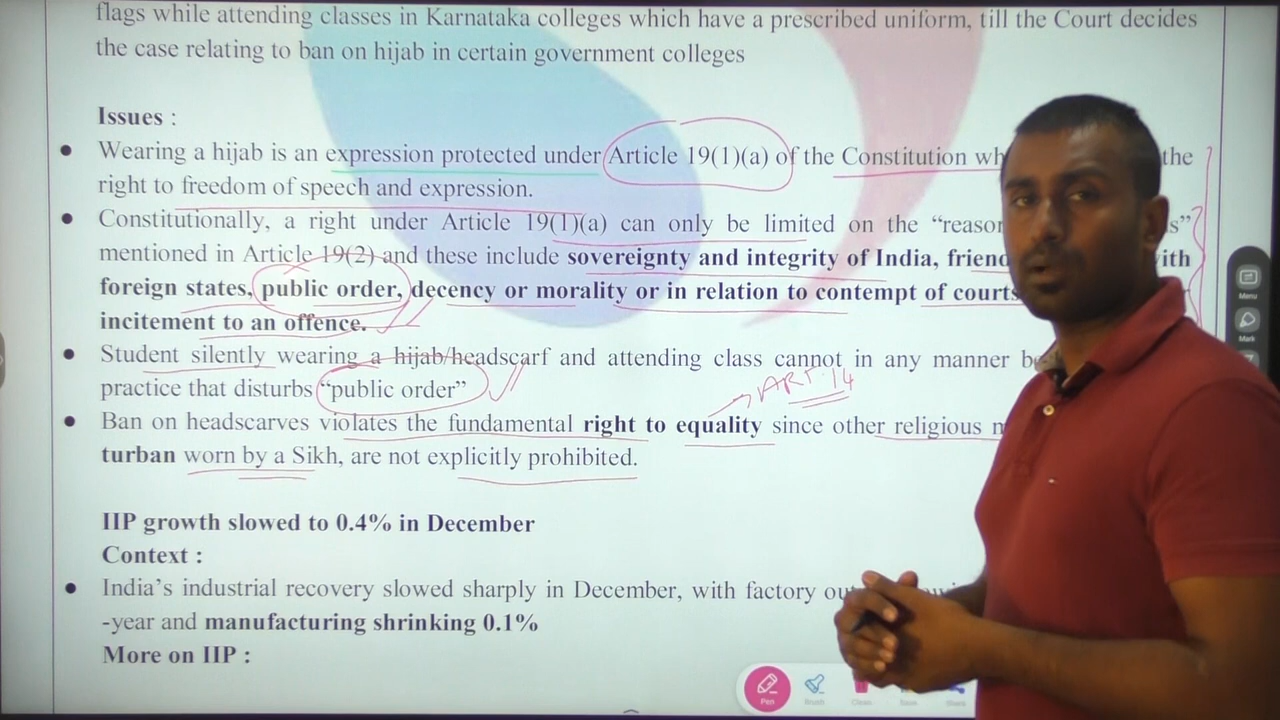 flags while attending classes in Karnataka colleges which have a prescribed uniform, till the Court decides
the case relating to ban on hijab in certain government colleges
Issues :
Wearing a hijab is an expression protected under Article 19(1)(a) of the Constitution the
right to freedom of speech and expression.
Constitutionally, a right under Article 19(1)(a) can only be limited on the
mentioned in Article 19(2) and these include sovereignty and integrity of India,
foreign states, public order, decency or morality or in relation to contempt of courts
incitement to an offence.
Student silently wearing a hijab/headscarf and attending class cannot in any manner
practice that disturbs “public order”
ART. 14
Ban on headscarves violates the fundamental right to equality since other religious
turban worn by a Sikh, are not explicitly prohibited.
IIP growth slowed to 0.4% in December
Context :
India’s industrial recovery slowed sharply in December, with factory
-year and manufacturing shrinking 0.1%
More on IIP :
Menu
Mark
Pen
Brush
Clean
Save
Share